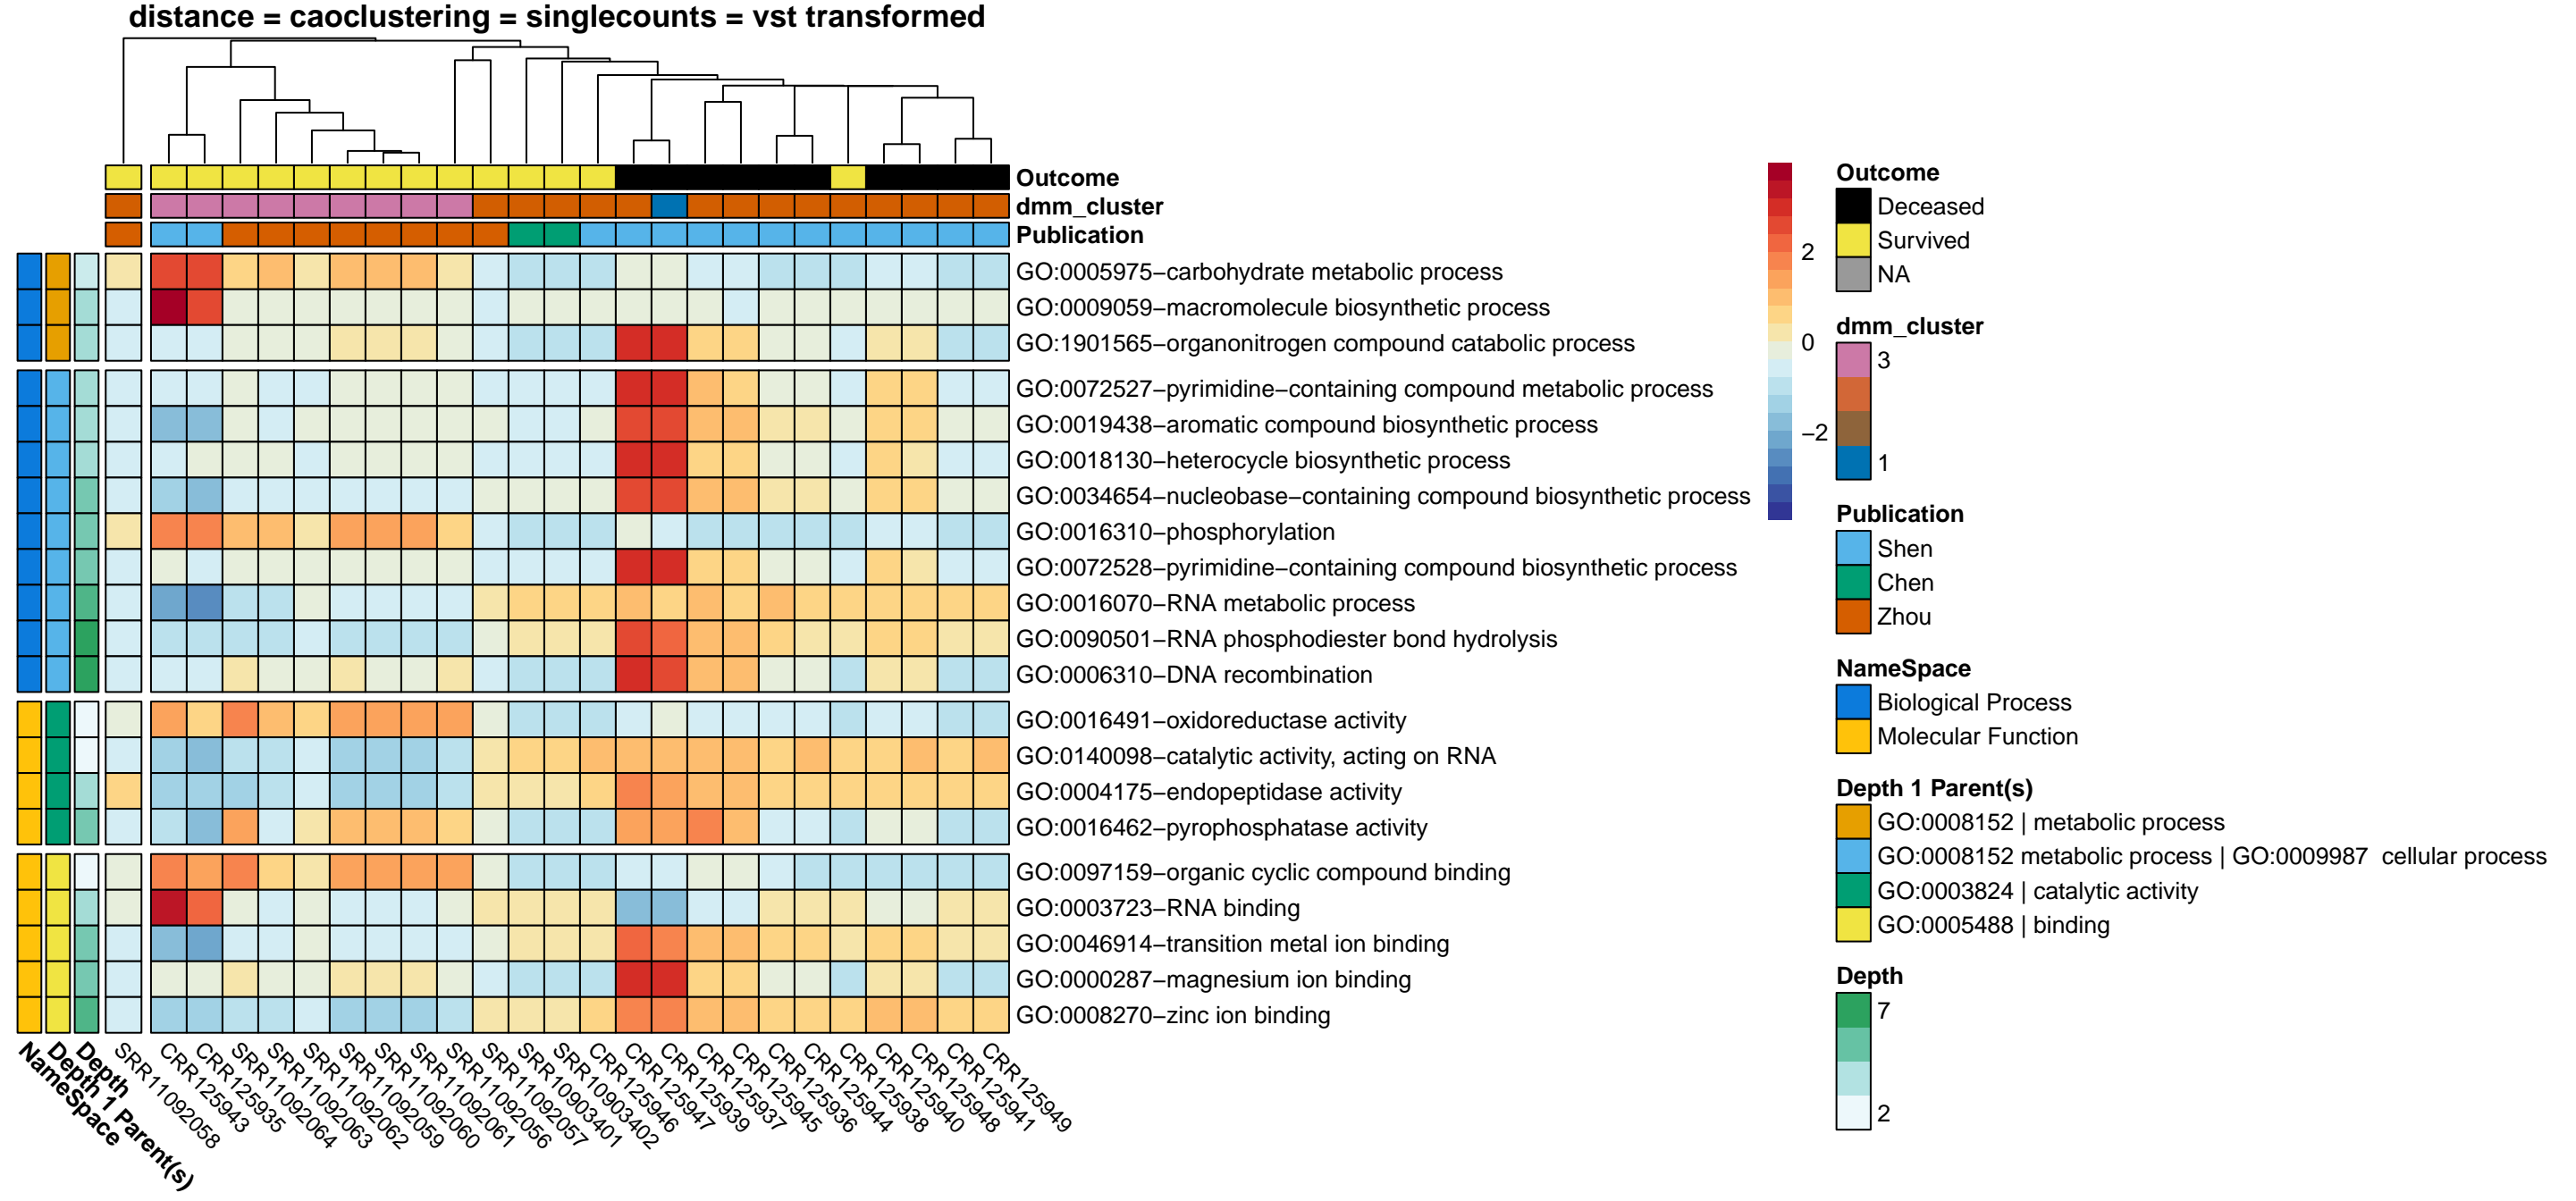 distance = caoclustering = singlecounts = vst transformed
Outcome
dmm_cluster
Publication
GO:0005975−carbohydrate metabolic process
GO:0009059−macromolecule biosynthetic process
GO:1901565−organonitrogen compound catabolic process
GO:0072527−pyrimidine−containing compound metabolic process
GO:0019438−aromatic compound biosynthetic process
GO:0018130−heterocycle biosynthetic process
GO:0034654−nucleobase−containing compound biosynthetic process
GO:0016310−phosphorylation
GO:0072528−pyrimidine−containing compound biosynthetic process
GO:0016070−RNA metabolic process
GO:0090501−RNA phosphodiester bond hydrolysis
GO:0006310−DNA recombination
GO:0016491−oxidoreductase activity
GO:0140098−catalytic activity, acting on RNA
GO:0004175−endopeptidase activity
GO:0016462−pyrophosphatase activity
GO:0097159−organic cyclic compound binding
GO:0003723−RNA binding
GO:0046914−transition metal ion binding
GO:0000287−magnesium ion binding
GO:0008270−zinc ion binding
NameSpace
Depth 1 Parent(s)
Depth
SRR11092058
CRR125943
CRR125935
SRR11092064
SRR11092063
SRR11092062
SRR11092059
SRR11092060
SRR11092061
SRR11092056
SRR11092057
SRR10903401
SRR10903402
CRR125946
CRR125947
CRR125939
CRR125937
CRR125945
CRR125936
CRR125944
CRR125938
CRR125940
CRR125948
CRR125941
CRR125949
2
0
−2
Outcome
Deceased
Survived
NA
dmm_cluster
3
1
Publication
Shen
Chen
Zhou
NameSpace
Biological Process
Molecular Function
Depth 1 Parent(s)
GO:0008152 | metabolic process
GO:0008152 metabolic process | GO:0009987  cellular process
GO:0003824 | catalytic activity
GO:0005488 | binding
Depth
7
2